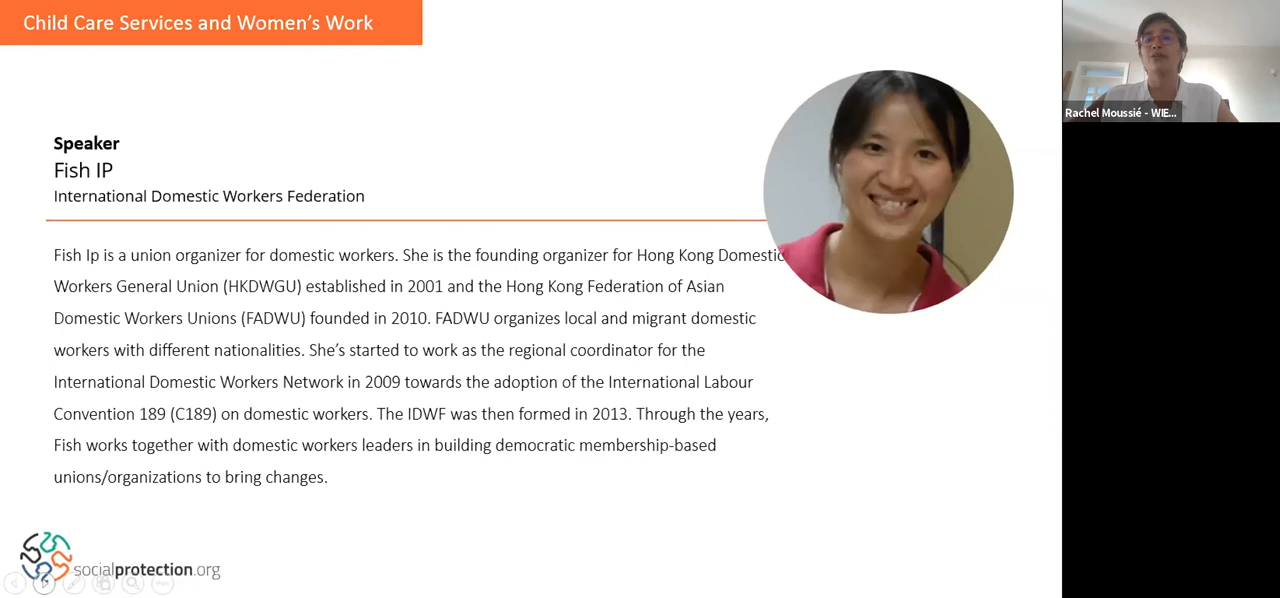 Child Care Services and Women's Work
Rachel Moussié - WIE...
Speaker
Fish IP
International Domestic Workers Federation
Fish Ip is a union organizer for domestic workers. She is the founding organizer for Hong Kong Domestic
Workers General Union (HKDWGU) established in 2001 and the Hong Kong Federation of Asian
Domestic Workers Unions (FADWU) founded in 2010. FADWU organizes local and migrant domestic
workers with different nationalities. She's started to work as the regional coordinator for the
International Domestic Workers Network in 2009 towards the adoption of the International Labour
Convention 189 (C189) on domestic workers. The IDWF was then formed in 2013. Through the years,
Fish works together with domestic workers leaders in building democratic membership-based
unions/organizations to bring changes.
socialprotection.org